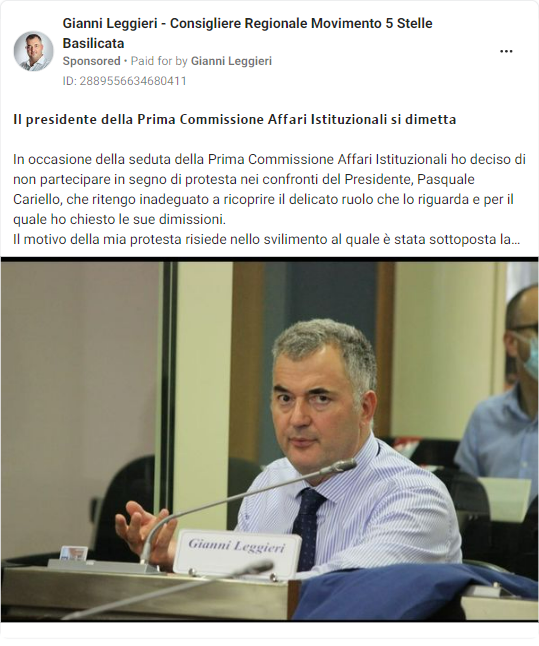 Gianni Leggieri - Consigliere Regionale Movimento 5 Stelle
Basilicata
Sponsored • Paid for by Gianni Leggieri
ID: 2889556634680411
Il presidente della Prima Commissione Affari Istituzionali si dimetta
In occasione della seduta della Prima Commissione Affari Istituzionali ho deciso di
non partecipare in segno di protesta nei confronti del Presidente, Pasquale
Cariello, che ritengo inadeguato a ricoprire il delicato ruolo che lo riguarda e per il
quale ho chiesto le sue dimissioni.
Il motivo della mia protesta risiede nello svilimento al quale è stata sottoposta la...
Gianni Leggieri